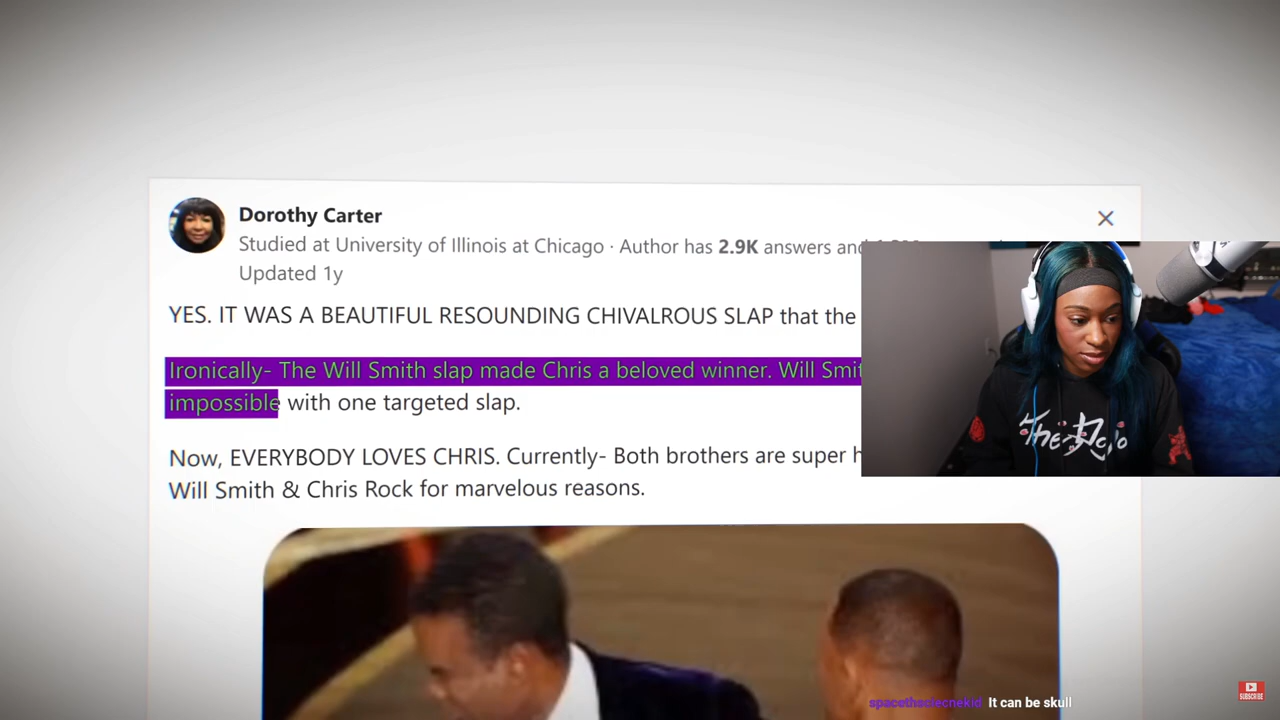 Dorothy Carter
Studied at University of Illinois at Chicago · Author has 2.9K answers and
Updated 1y
YES. IT WAS A BEAUTIFUL RESOUNDING CHIVALROUS SLAP that the
Ironically- The Will Smith slap made Chris a beloved winner. Will
impossible with one targeted slap.
Now, EVERYBODY LOVES CHRIS. Currently- Both brothers are super
Will Smith & Chris Rock for marvelous reasons.
It can be skull
SUBSCRIBE